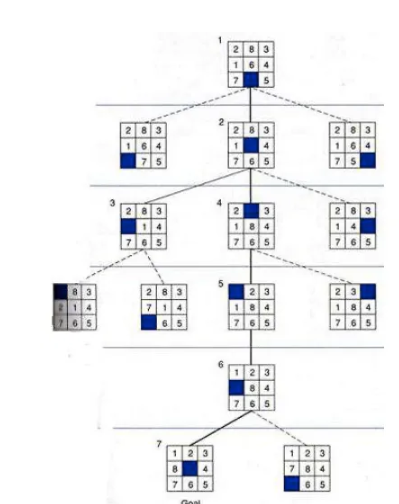 1
2 8 3
1 6 4
7 5
2
2 8 3 2 8 3 2 8 3
1 6 4 1 4 1 6 4
7 5 7 6 5 7 5
3 4
2 8 3 2 3 2 8 3
1 4 1 8 4 1 4
7 6 5 7 6 5 7 6 5
5
8 3 2 8 3 2 3 2 3
2 1 4 7 1 4 1 8 4 1 8 4
7 6 5 6 5 7 6 5 7 6 5
6
1 2 3
8 4
7 6 5
7
1 2 3 1 2 3
8 4 7 8 4
7 6 5 6 5
Goal